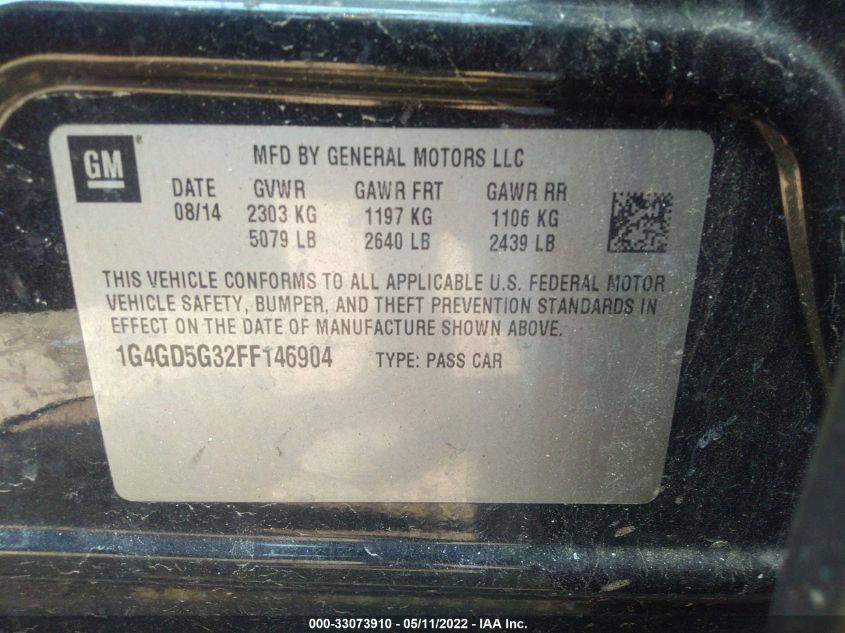 GM
MFD BY GENERAL MOTORS LLC
DATE GVWR GAWR FRT GAWR RR
08/14 2303 KG 1197 KG 1106 KG
5079 LB 2640 LB 2439 LB
THIS VEHICLE CONFORMS TO ALL APPLICABLE U.S. FEDERAL MOTOR
VEHICLE SAFETY, BUMPER, AND THEFT PREVENTION STANDARDS IN
EFFECT ON THE DATE OF MANUFACTURE SHOWN ABOVE.
1G4GD5G32FF146904 TYPE: PASS CAR
000-33073910 - 05/11/2022 - IAA Inc.